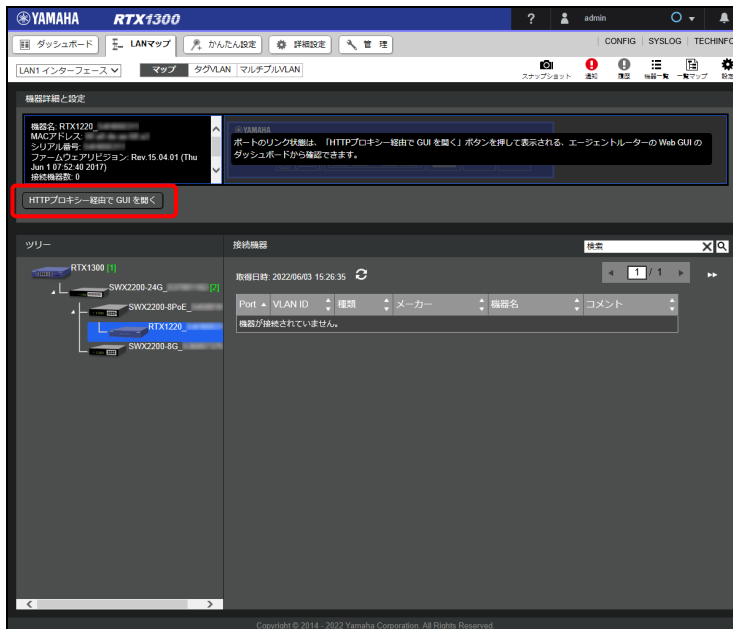 YAMAHA RTX1300 ? admin
ダッシュボード LANマップ かんたん設定 詳細設定 管 理 CONFIG SYSLOG TECHINFO
LAN1 インターフェース マップ タグVLAN マルチプルVLAN スナップショット 通知 履歴 機器一覧 一覧マップ 設定
機器詳細と設定
機器名: RTX1220_
MACアドレス:
シリアル番号:
ファームウェアリビジョン: Rev.15.04.01 (Thu
Jun 1 07:52:40 2017)
接続機器数: 0
YAMAHA
ポートのリンク状態は、「HTTPプロキシー経由で GUI を開く」ボタンを押して表示される、エージェントルーターの Web GUI の
ダッシュボードから確認できます。
HTTPプロキシー経由で GUI を開く
ツリー
RTX1300 [1]
SWX2200-24G_ [2]
SWX2200-8PoE_
RTX1220_
SWX2200-8G_
接続機器 検索
取得日時: 2022/06/03 15:26:35 1 / 1
Port VLAN ID 種類 メーカー 機器名 コメント
機器が接続されていません。
Copyright © 2014 - 2022 Yamaha Corporation. All Rights Reserved.